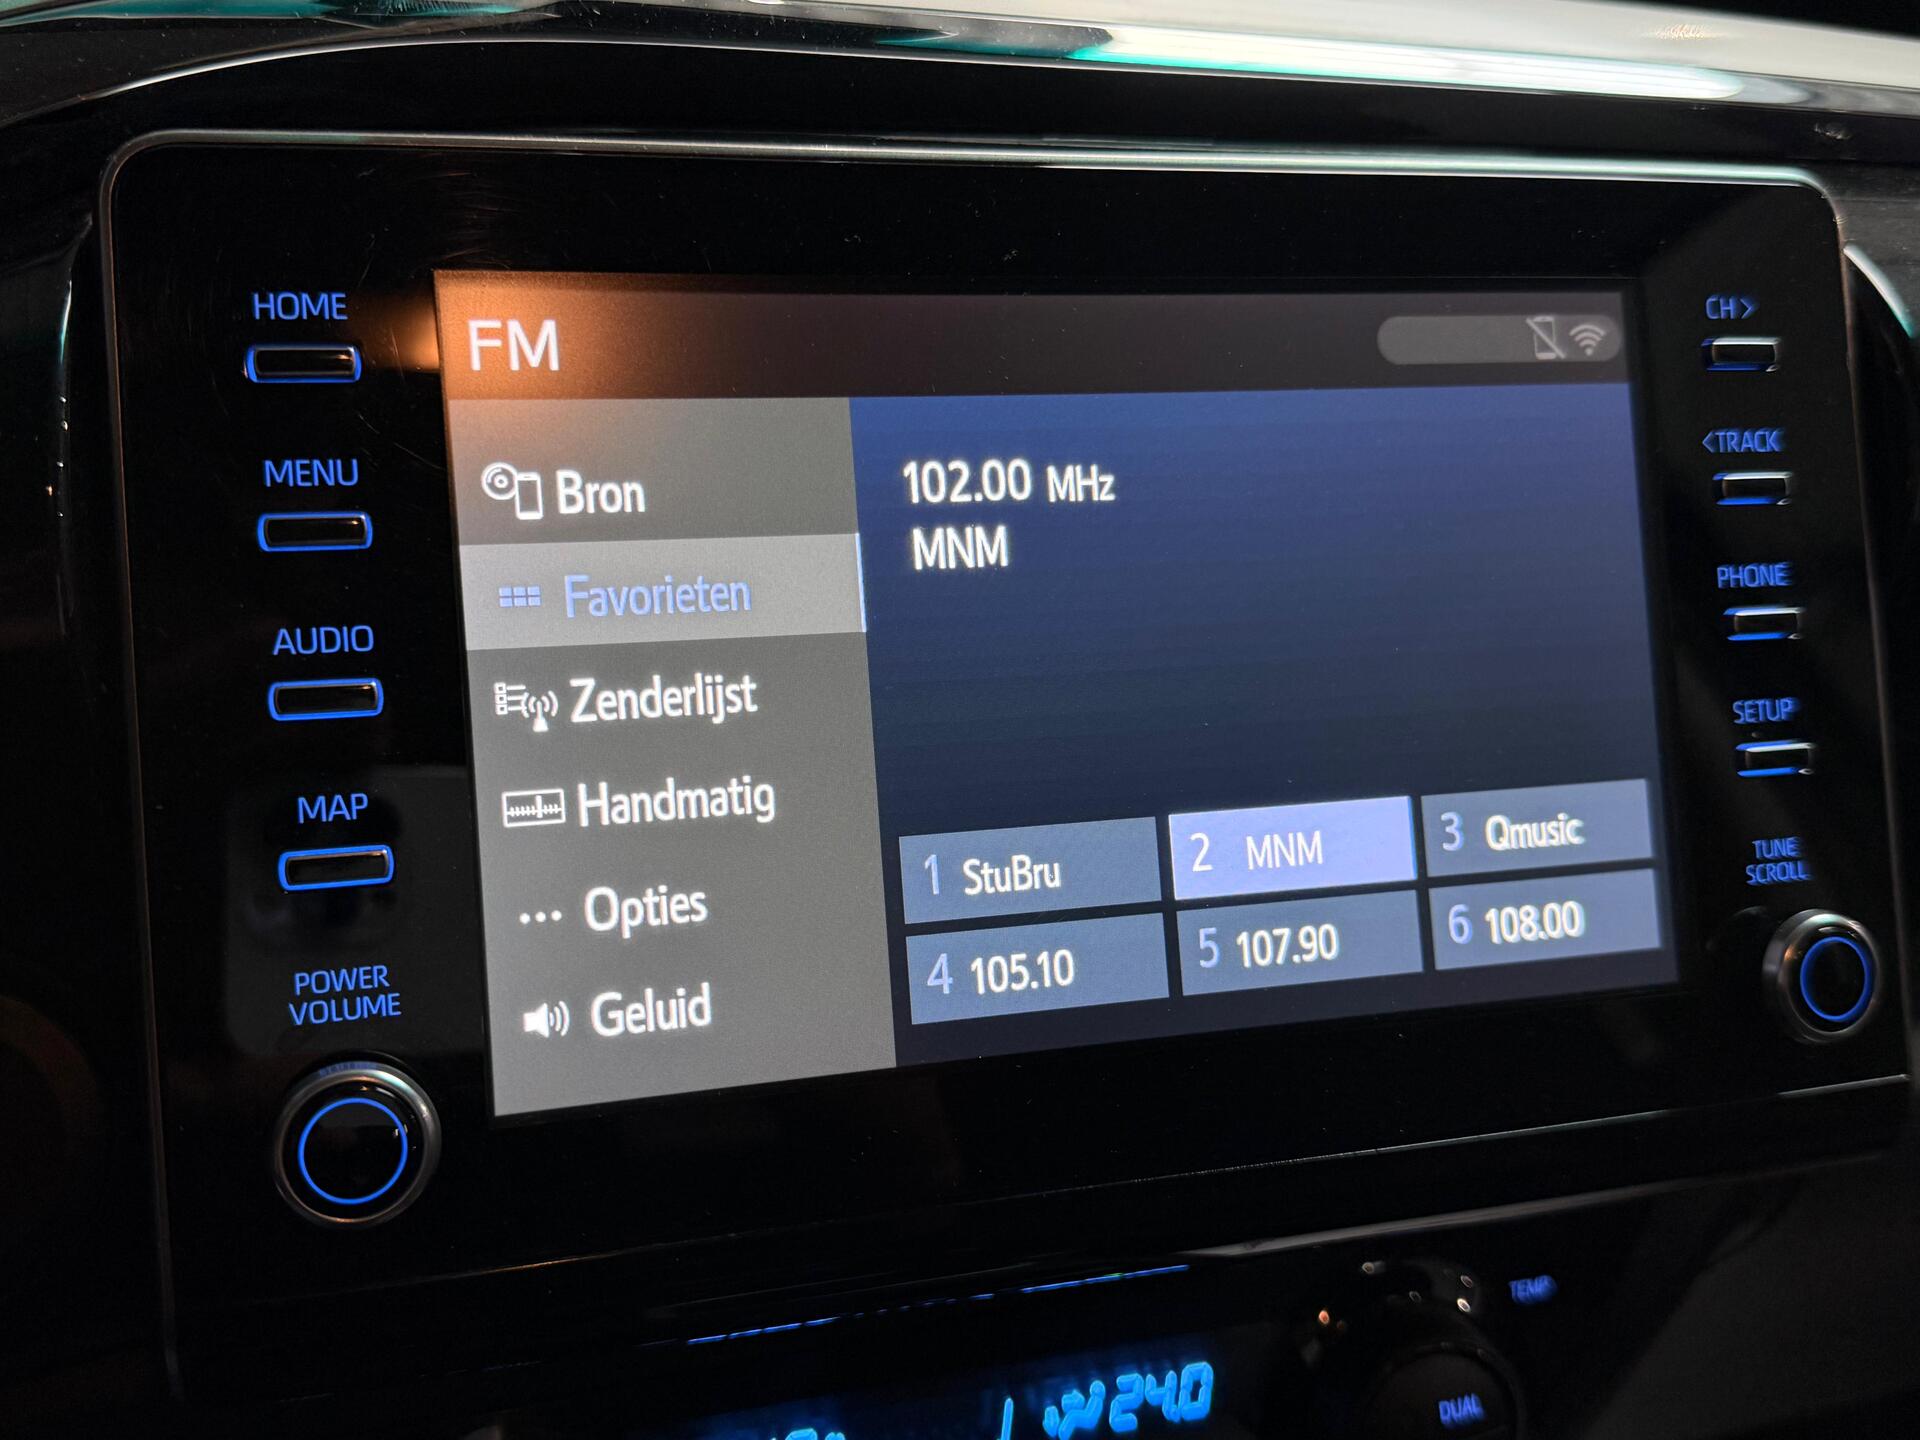 HOME
MENU
AUDIO
MAP
POWER
VOLUME
FM
Bron
Favorieten
Zenderlijst
Handmatig
Opties
Geluid
102.00 MHz
MNM
1 StuBru
2 MNM
3 Qmusic
4 105.10
5 107.90
6 108.00
CH >
< TRACK
PHONE
SETUP
TUNE
SCROLL
TEMP
24.0
DUAL